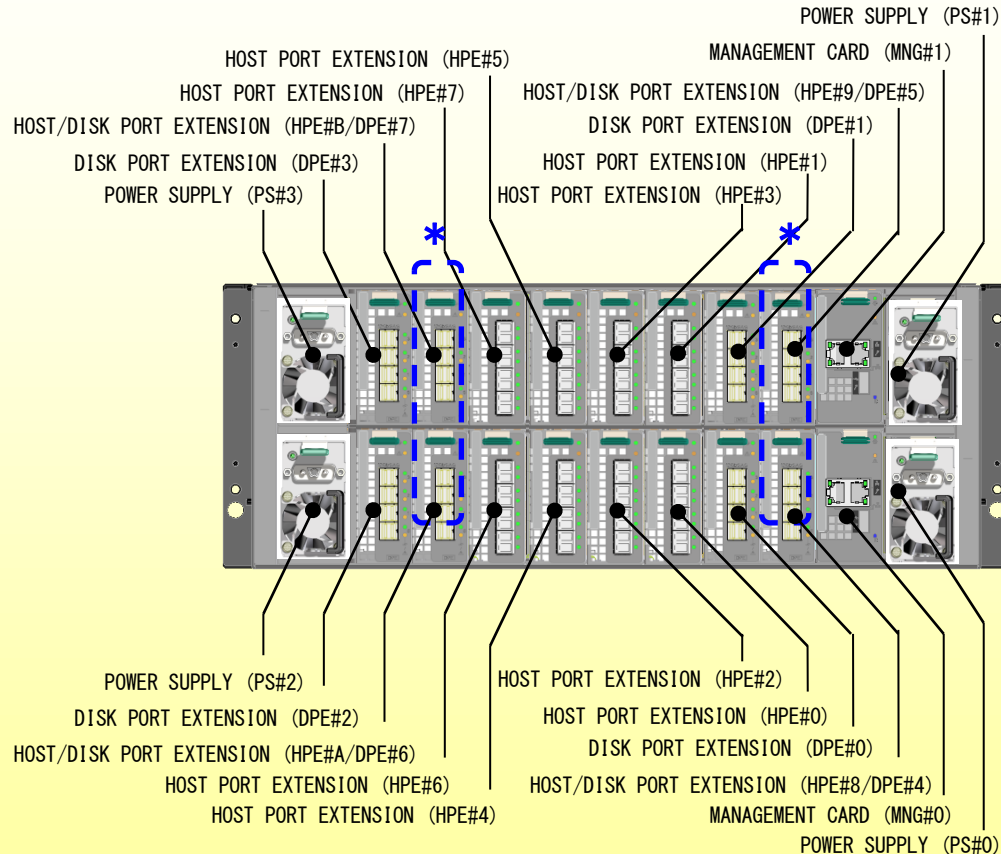 POWER SUPPLY (PS#1)
MANAGEMENT CARD (MNG#1)
HOST PORT EXTENSION (HPE#5)
HOST PORT EXTENSION (HPE#7)
HOST/DISK PORT EXTENSION (HPE#9/DPE#5)
HOST/DISK PORT EXTENSION (HPE#B/DPE#7)
DISK PORT EXTENSION (DPE#1)
DISK PORT EXTENSION (DPE#3)
HOST PORT EXTENSION (HPE#1)
POWER SUPPLY (PS#3)
HOST PORT EXTENSION (HPE#3)
* *
POWER SUPPLY (PS#2)
HOST PORT EXTENSION (HPE#2)
DISK PORT EXTENSION (DPE#2)
HOST PORT EXTENSION (HPE#0)
HOST/DISK PORT EXTENSION (HPE#A/DPE#6)
DISK PORT EXTENSION (DPE#0)
HOST PORT EXTENSION (HPE#6)
HOST/DISK PORT EXTENSION (HPE#8/DPE#4)
HOST PORT EXTENSION (HPE#4)
MANAGEMENT CARD (MNG#0)
POWER SUPPLY (PS#0)